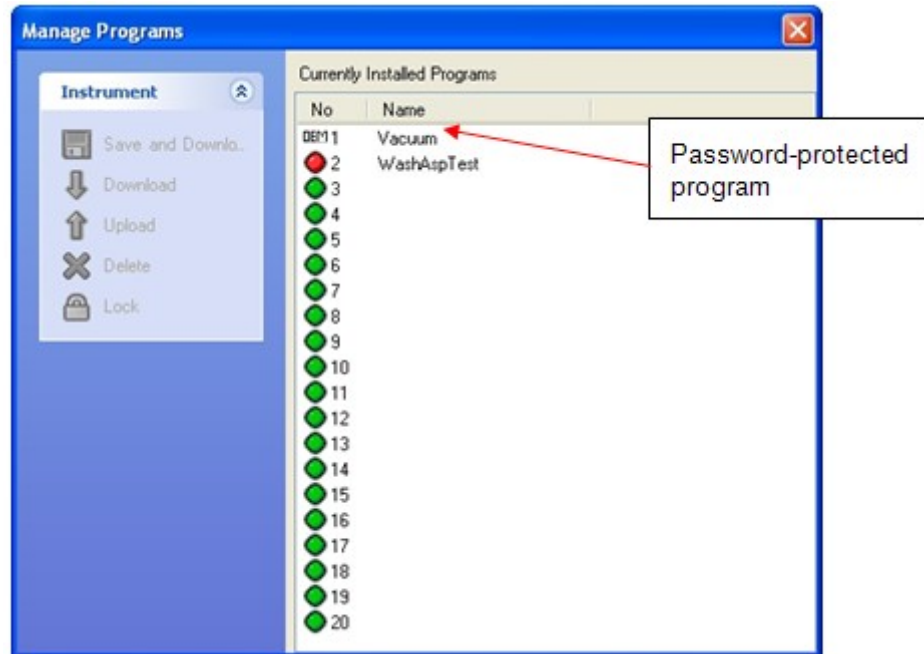 Manage Programs
Instrument
Save and Downlo..
Download
Upload
Delete
Lock
Currently Installed Programs
No Name
OEM 1 Vacuum
2 WashAspTest
3
4
5
6
7
8
9
10
11
12
13
14
15
16
17
18
19
20
Password-protected
program